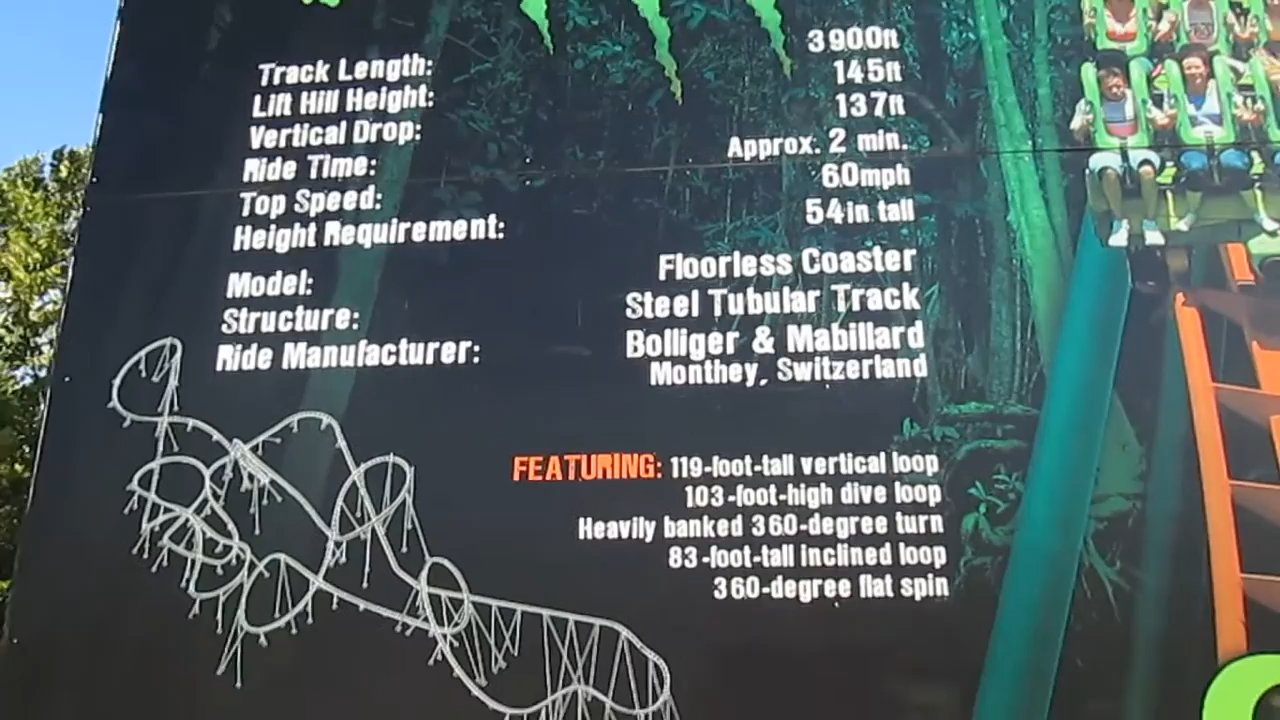 Track Length: 3900ft
Lift Hill Height: 145ft
Vertical Drop: 137ft
Ride Time: Approx. 2 min.
Top Speed: 60mph
Height Requirement: 54in tall
Model: Floorless Coaster
Structure: Steel Tubular Track
Ride Manufacturer: Bolliger & Mabillard
Monthey, Switzerland
FEATURING: 119-foot-tall vertical loop
103-foot-high dive loop
Heavily banked 360-degree turn
83-foot-tall inclined loop
360-degree flat spin